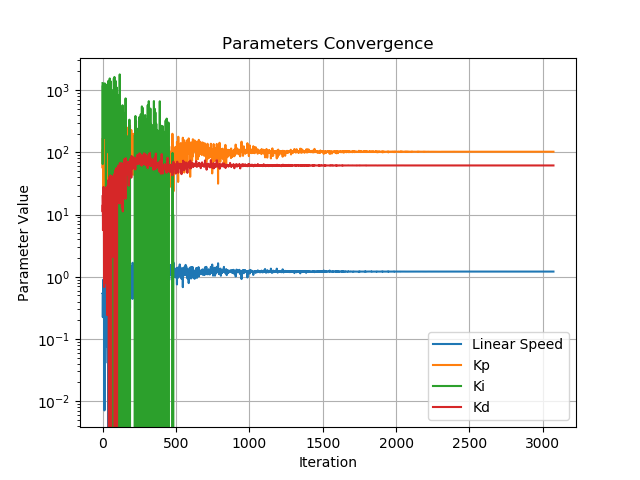 Parameters Convergence
Parameter Value
10³
10²
10¹
10⁰
10⁻¹
10⁻²
Linear Speed
Kp
Ki
Kd
0 500 1000 1500 2000 2500 3000
Iteration